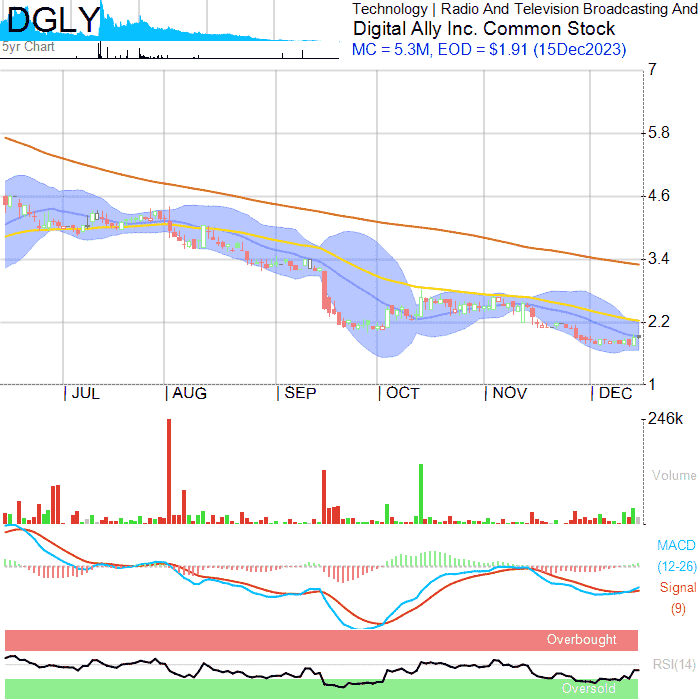 DGLY
5yr Chart
Technology | Radio And Television Broadcasting And
Digital Ally Inc. Common Stock
MC = 5.3M, EOD = $1.91 (15Dec2023)
7
5.8
4.6
3.4
2.2
1
JUL AUG SEP OCT NOV DEC
246k
Volume
MACD
(12-26)
Signal
(9)
Overbought
RSI(14)
Oversold